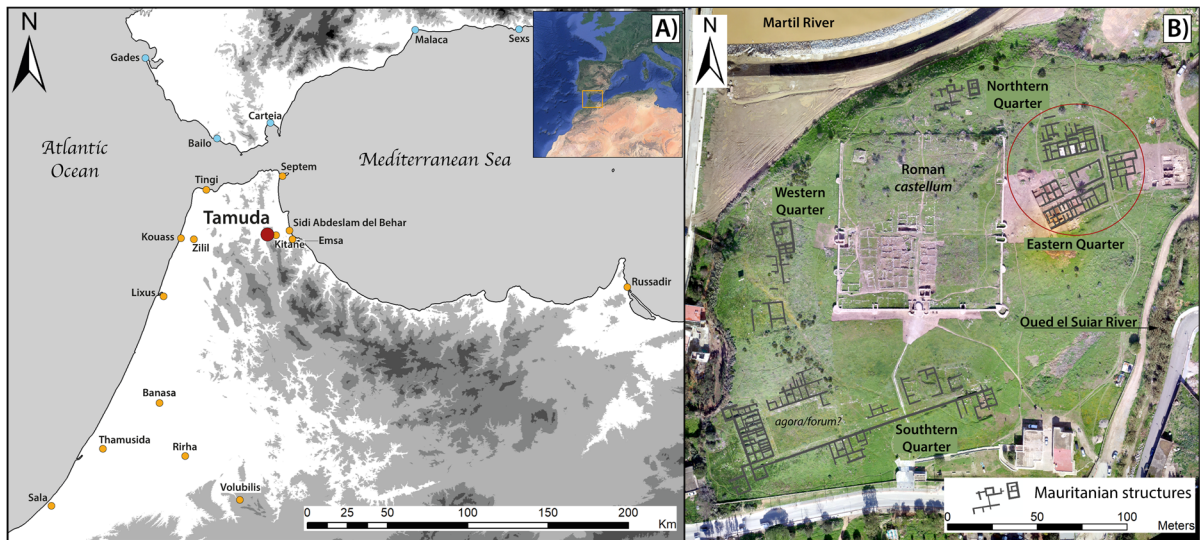 N
A)
Malaca
Sexs
Gades
Carteia
Bailo
Atlantic
Ocean
Mediterranean Sea
Septem
Tingi
Tamuda
Sidi Abdeslam del Behar
Kouass
Zilil
Kitane
Emsa
Lixus
Russadir
Banasa
Thamusida
Rirha
Sala
Volubilis
0 25 50 100 150 200
Km
N
B)
Martil River
Northtern
Quarter
Roman
castellum
Western
Quarter
Eastern Quarter
Oued el Suiar River
agora/forum?
Southtern
Quarter
Mauritanian structures
0 50 100
Meters